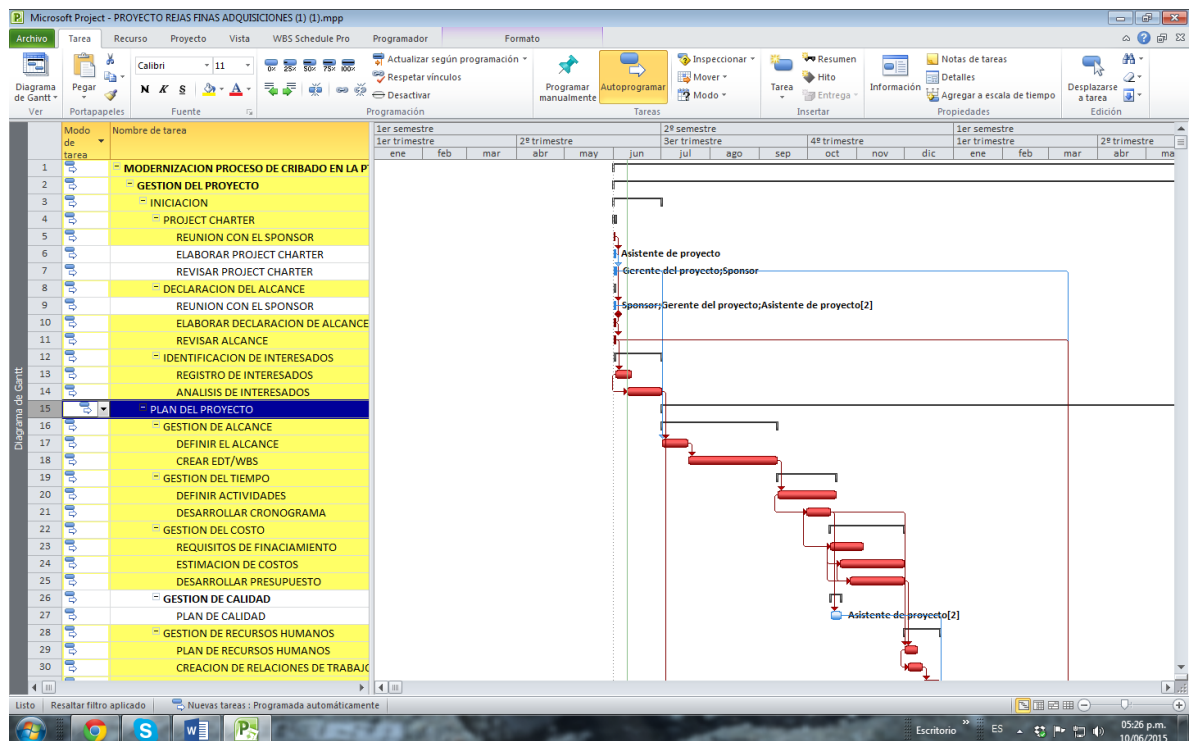 Microsoft Project - PROYECTO REJAS FINAS ADQUISICIONES (1) (1).mpp
Archivo Tarea Recurso Proyecto Vista WBS Schedule Pro Programador Formato
Diagrama de Gantt
Pegar
Calibri 11
N K S
0% 25% 50% 75% 100%
Actualizar según programación
Respetar vínculos
Desactivar
Programar manualmente
Autoprogramar
Inspeccionar
Mover
Modo
Tarea
Resumen
Hito
Entrega
Información
Notas de tareas
Detalles
Agregar a escala de tiempo
Desplazarse a tarea
Ver Portapapeles Fuente Programación Tareas Insertar Propiedades Edición
Modo de tarea Nombre de tarea
1er semestre 2º semestre 1er semestre
1er trimestre 2º trimestre 3er trimestre 4º trimestre 1er trimestre 2º trimestre
ene feb mar abr may jun jul ago sep oct nov dic ene feb mar abr ma
1 MODERNIZACION PROCESO DE CRIBADO EN LA P
2 GESTION DEL PROYECTO
3 INICIACION
4 PROJECT CHARTER
5 REUNION CON EL SPONSOR
6 ELABORAR PROJECT CHARTER Asistente de proyecto
7 REVISAR PROJECT CHARTER Gerente del proyecto;Sponsor
8 DECLARACION DEL ALCANCE
9 REUNION CON EL SPONSOR Sponsor;Gerente del proyecto;Asistente de proyecto[2]
10 ELABORAR DECLARACION DE ALCANCE
11 REVISAR ALCANCE
12 IDENTIFICACION DE INTERESADOS
13 REGISTRO DE INTERESADOS
14 ANALISIS DE INTERESADOS
15 PLAN DEL PROYECTO
16 GESTION DE ALCANCE
17 DEFINIR EL ALCANCE
18 CREAR EDT/WBS
19 GESTION DEL TIEMPO
20 DEFINIR ACTIVIDADES
21 DESARROLLAR CRONOGRAMA
22 GESTION DEL COSTO
23 REQUISITOS DE FINACIAMIENTO
24 ESTIMACION DE COSTOS
25 DESARROLLAR PRESUPUESTO
26 GESTION DE CALIDAD
27 PLAN DE CALIDAD Asistente de proyecto[2]
28 GESTION DE RECURSOS HUMANOS
29 PLAN DE RECURSOS HUMANOS
30 CREACION DE RELACIONES DE TRABAJO
Diagrama de Gantt
Listo Resaltar filtro aplicado Nuevas tareas : Programada automáticamente
Escritorio » ES 05:26 p.m.
10/06/2015